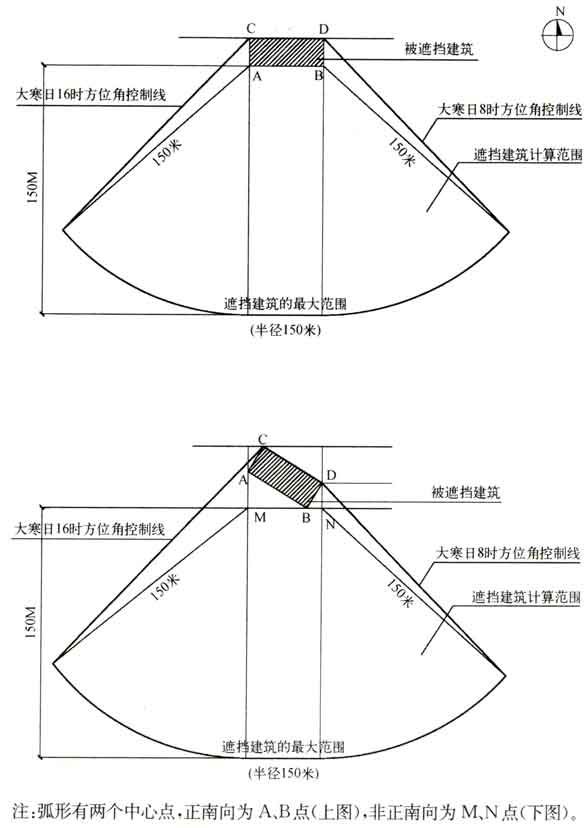 N
C D
被遮挡建筑
A B
大寒日16时方位角控制线
大寒日8时方位角控制线
150米
150米
遮挡建筑计算范围
150M
遮挡建筑的最大范围
(半径150米)
C
A
D
被遮挡建筑
M B N
大寒日16时方位角控制线
大寒日8时方位角控制线
150米
150米
遮挡建筑计算范围
150M
遮挡建筑的最大范围
(半径150米)
注:弧形有两个中心点,正南向为A、B点(上图),非正南向为M、N点(下图)。